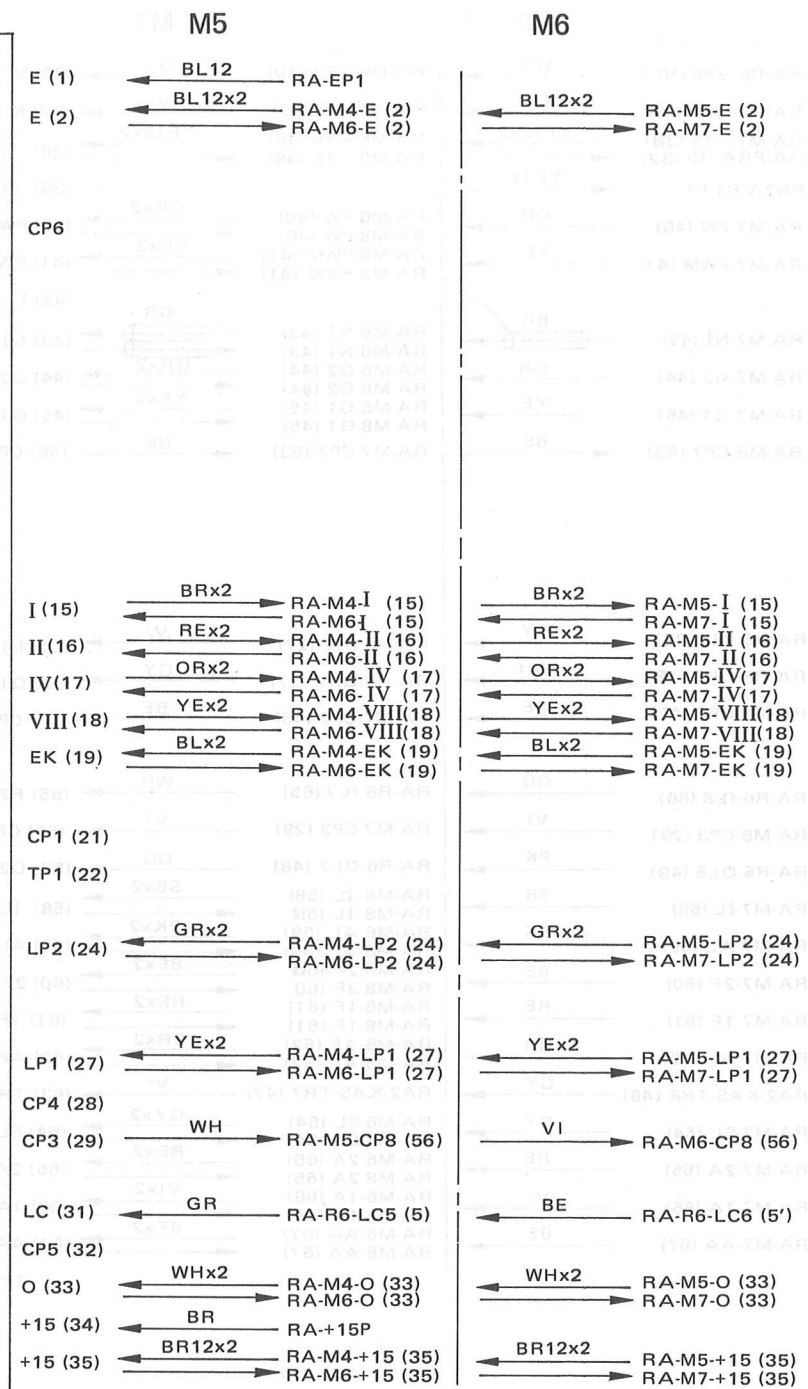 M5 M6
E (1) BL12 RA-EP1
E (2) BL12x2 RA-M4-E (2) BL12x2 RA-M5-E (2)
RA-M6-E (2) RA-M7-E (2)
CP6
I (15) BRx2 RA-M4-I (15) BRx2 RA-M5-I (15)
RA-M6-I (15) RA-M7-I (15)
II (16) REx2 RA-M4-II (16) REx2 RA-M5-II (16)
RA-M6-II (16) RA-M7-II (16)
IV (17) ORx2 RA-M4-IV (17) ORx2 RA-M5-IV (17)
RA-M6-IV (17) RA-M7-IV (17)
VIII (18) YEx2 RA-M4-VIII (18) YEx2 RA-M5-VIII (18)
RA-M6-VIII (18) RA-M7-VIII (18)
EK (19) BLx2 RA-M4-EK (19) BLx2 RA-M5-EK (19)
RA-M6-EK (19) RA-M7-EK (19)
CP1 (21)
TP1 (22)
LP2 (24) GRx2 RA-M4-LP2 (24) GRx2 RA-M5-LP2 (24)
RA-M6-LP2 (24) RA-M7-LP2 (24)
LP1 (27) YEx2 RA-M4-LP1 (27) YEx2 RA-M5-LP1 (27)
RA-M6-LP1 (27) RA-M7-LP1 (27)
CP4 (28)
CP3 (29) WH RA-M5-CP8 (56) VI RA-M6-CP8 (56)
LC (31) GR RA-R6-LC5 (5) BE RA-R6-LC6 (5')
CP5 (32)
O (33) WHx2 RA-M4-O (33) WHx2 RA-M5-O (33)
RA-M6-O (33) RA-M7-O (33)
+15 (34) BR RA-+15P
+15 (35) BR12x2 RA-M4-+15 (35) BR12x2 RA-M5-+15 (35)
RA-M6-+15 (35) RA-M7-+15 (35)